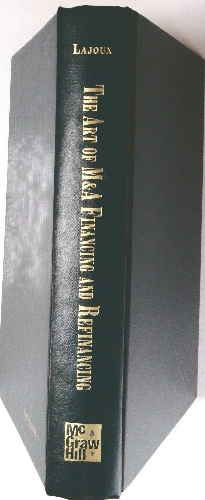 LAJOUX
THE ART OF M&A FINANCING AND REFINANCING
Mc
Graw
Hill